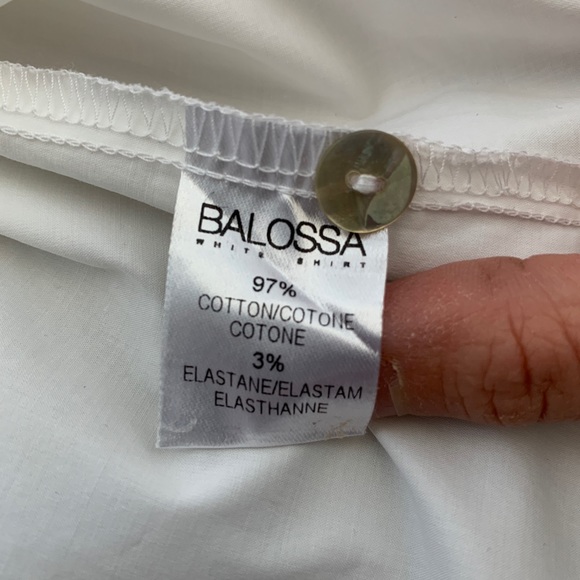 BALOSSA
WHITE SHIRT
97%
COTTON/COTONE
COTONE
3%
ELASTANE/ELASTAM
ELASTHANNE